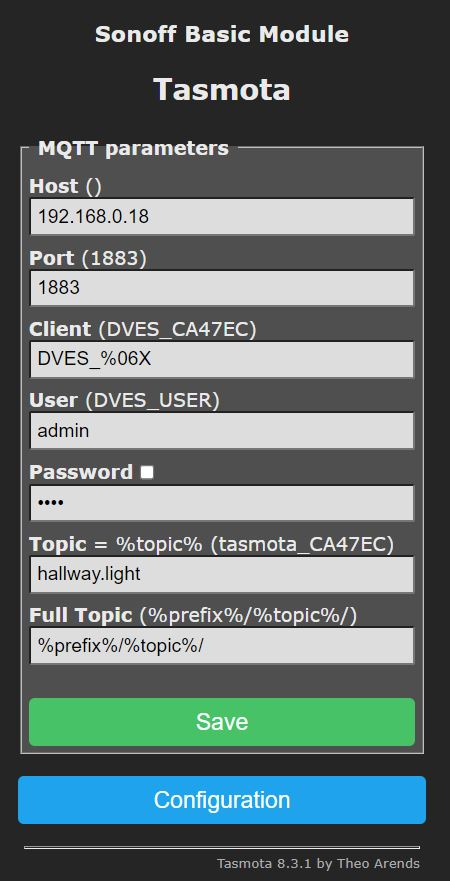 Sonoff Basic Module
Tasmota
MQTT parameters
Host ()
192.168.0.18
Port (1883)
1883
Client (DVES_CA47EC)
DVES_%06X
User (DVES_USER)
admin
Password
••••
Topic = %topic% (tasmota_CA47EC)
hallway.light
Full Topic (%prefix%/%topic%/)
%prefix%/%topic%/
Save
Configuration
Tasmota 8.3.1 by Theo Arends